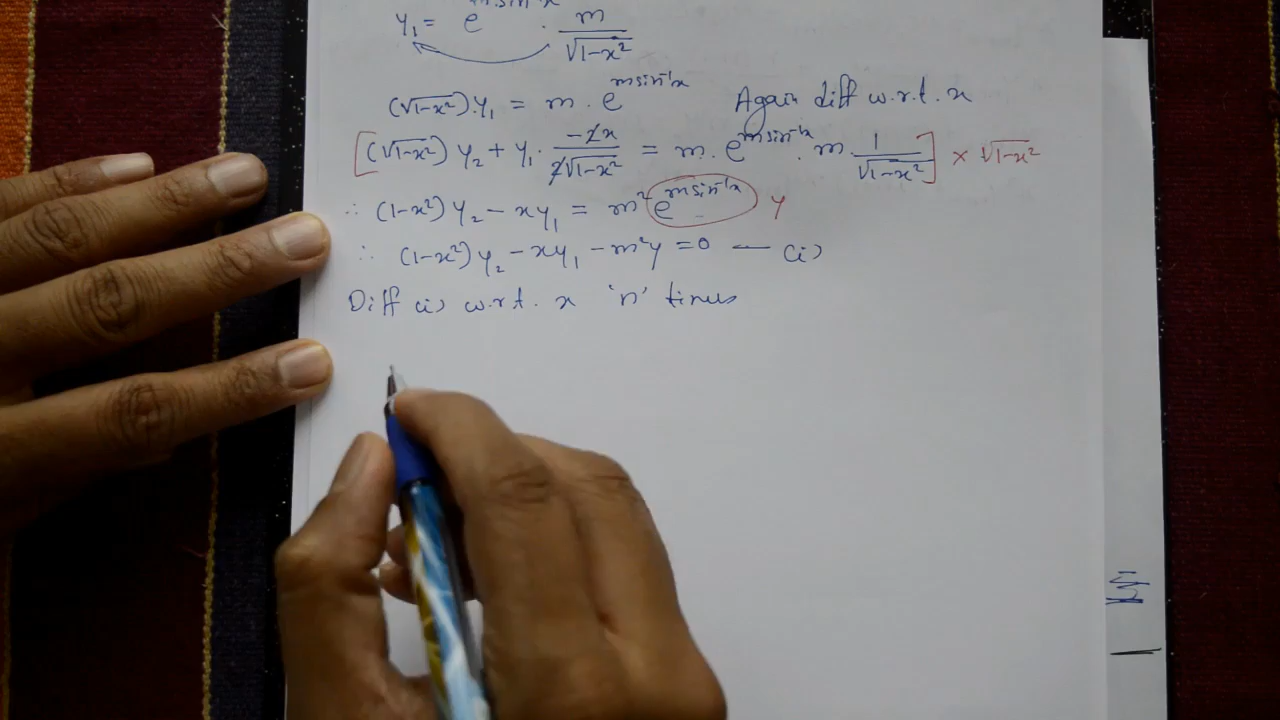 y₁ = e^(m sin⁻¹x) · m/√(1-x²)
(√(1-x²)).y₁ = m . e^(m sin⁻¹x) Again diff w.r.t. x
[(√(1-x²)) y₂ + y₁ . -2x/2√(1-x²) = m. e^(m sin⁻¹x) . m . 1/√(1-x²)] × √(1-x²)
∴ (1-x²) y₂ - xy₁ = m² e^(m sin⁻¹x) y
∴ (1-x²) y₂ - xy₁ - m²y = 0 — (i)
Diff (i) w.r.t. x 'n' times